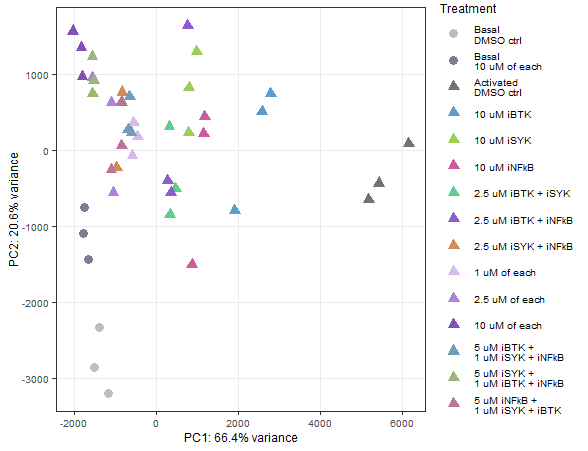 Treatment
Basal
DMSO ctrl
Basal
10 uM of each
Activated
DMSO ctrl
10 uM iBTK
10 uM iSYK
10 uM iNFkB
2.5 uM iBTK + iSYK
2.5 uM iBTK + iNFkB
2.5 uM iSYK + iNFkB
1 uM of each
2.5 uM of each
10 uM of each
5 uM iBTK +
1 uM iSYK + iNFkB
5 uM iSYK +
1 uM iBTK + iNFkB
5 uM iNFkB +
1 uM iSYK + iBTK
PC2: 20.6% variance
1000
0
-1000
-2000
-3000
-2000
0
2000
4000
6000
PC1: 66.4% variance